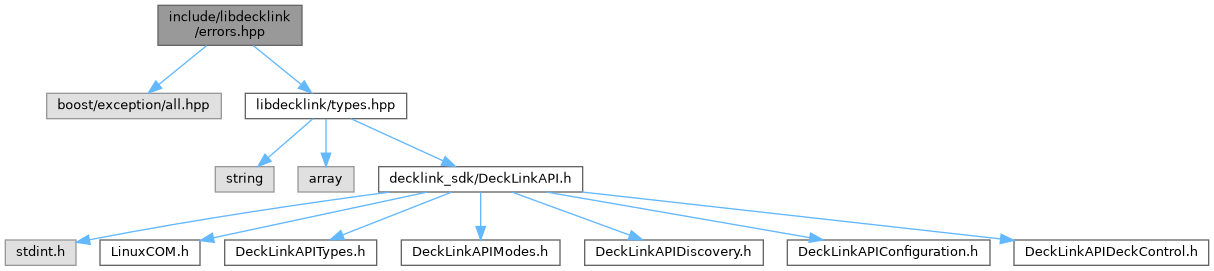 include/libdecklink
/errors.hpp
boost/exception/all.hpp
libdecklink/types.hpp
string
array
decklink_sdk/DeckLinkAPI.h
stdint.h
LinuxCOM.h
DeckLinkAPITypes.h
DeckLinkAPIModes.h
DeckLinkAPIDiscovery.h
DeckLinkAPIConfiguration.h
DeckLinkAPIDeckControl.h